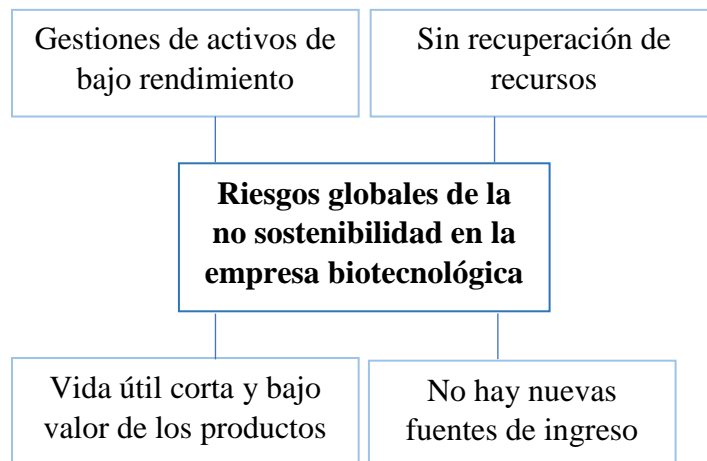 Gestiones de activos de
bajo rendimiento
Sin recuperación de
recursos
Riesgos globales de la
no sostenibilidad en la
empresa biotecnológica
Vida útil corta y bajo
valor de los productos
No hay nuevas
fuentes de ingreso